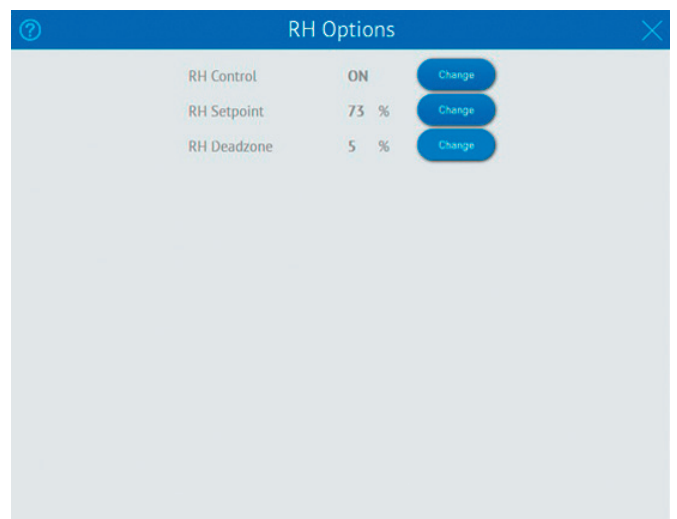 ? RH Options
RH Control ON Change
RH Setpoint 73 % Change
RH Deadzone 5 % Change